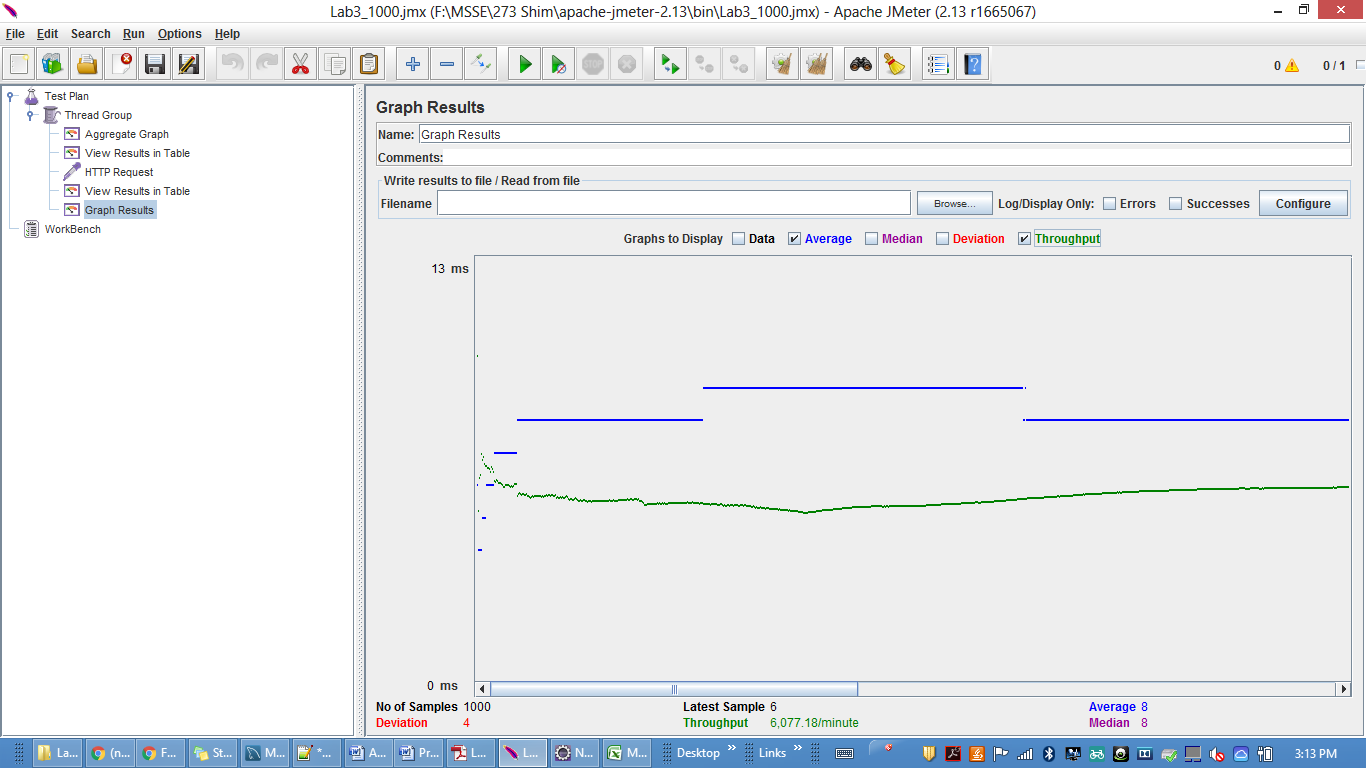 Lab3_1000.jmx (F:\MSSE\273 Shim\apache-jmeter-2.13\bin\Lab3_1000.jmx) - Apache JMeter (2.13 r1665067)
File Edit Search Run Options Help
STOP
0 0 / 1
Test Plan
Thread Group
Aggregate Graph
View Results in Table
HTTP Request
View Results in Table
Graph Results
WorkBench
Graph Results
Name: Graph Results
Comments:
Write results to file / Read from file
Filename Browse... Log/Display Only: Errors Successes Configure
Graphs to Display Data Average Median Deviation Throughput
13 ms
0 ms
No of Samples 1000 Latest Sample 6 Average 8
Deviation 4 Throughput 6,077.18/minute Median 8
La... (n... F... St... M... *... A... Pr... L... L... N... M... Desktop » Links » 3:13 PM